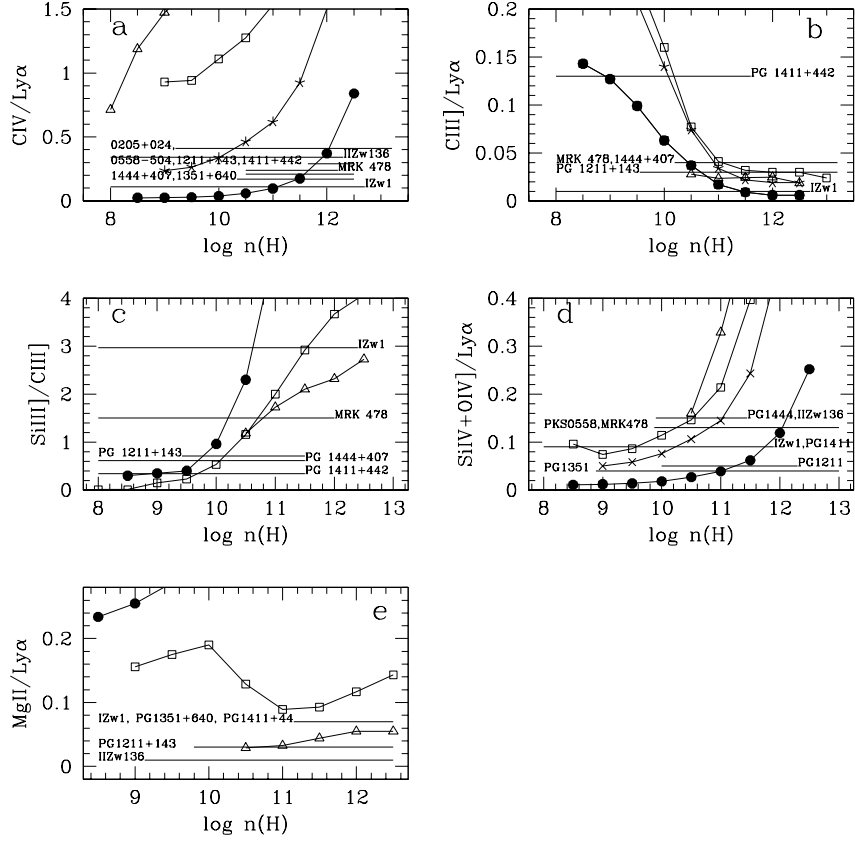 a
CIV/Lyα
1.5
1
0.5
0
0205+024,
IIZw136
0558-504,1211+143,1411+442
MRK 478
1444+407,1351+640
IZw1
8 10 12
log n(H)
b
CIII]/Lyα
0.2
0.15
0.1
0.05
0
PG 1411+442
MRK 478,1444+407
PG 1211+143
IZw1
8 10 12
log n(H)
c
SiIII]/CIII]
4
3
2
1
0
IZw1
MRK 478
PG 1211+143
PG 1444+407
PG 1411+442
8 9 10 11 12 13
log n(H)
d
SiIV+OIV]/Lyα
0.4
0.3
0.2
0.1
0
PG1444,IIZw136
PKS0558,MRK478
IZw1,PG1411
PG1351
PG1211
8 9 10 11 12 13
log n(H)
e
MgII/Lyα
0.2
0.1
0
IZw1, PG1351+640, PG1411+44
PG1211+143
IIZw136
9 10 11 12
log n(H)